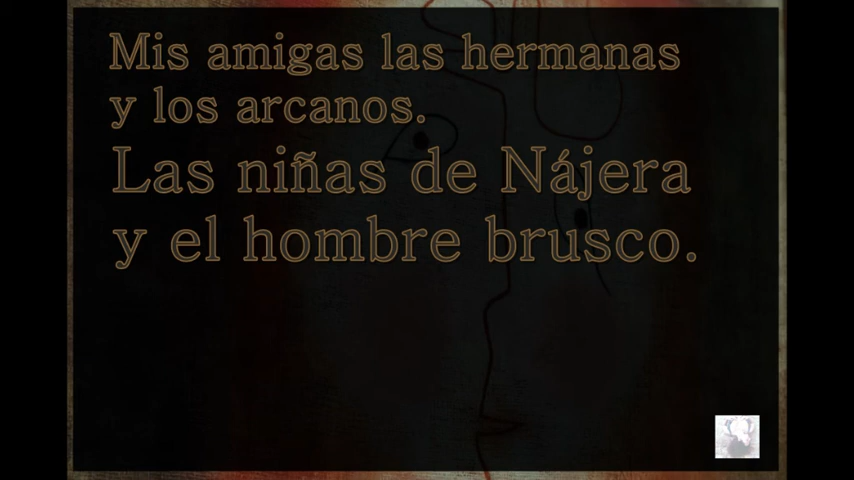 Mis amigas las hermanas
y los arcanos.
Las niñas de Nájera
y el hombre brusco.